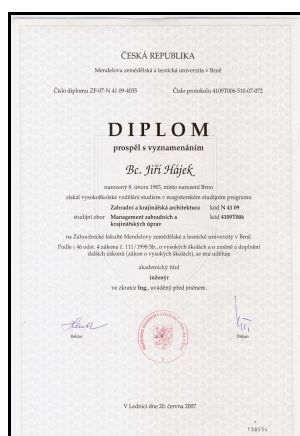 ČESKÁ REPUBLIKA
Mendelova zemědělská a lesnická univerzita v Brně
Číslo diplomu ZF-07-N 41 09-4035 Číslo protokolu 4109T006-510-07-072
DIPLOM
prospěl s vyznamenáním
Bc. Jiří Hájek
narozený 8. února 1983, místo narození Brno
získal vysokoškolské vzdělání studiem v magisterském studijním programu
Zahradní a krajinářská architektura kód N 41 09
studijní obor Management zahradních a kód 4109T006
krajinářských úprav
na Zahradnické fakultě Mendelovy zemědělské a lesnické univerzity v Brně.
Podle § 46 odst. 4 zákona č. 111/1998 Sb., o vysokých školách a o změně a doplnění
dalších zákonů (zákon o vysokých školách), se mu uděluje
akademický titul
inženýr
ve zkratce Ing., uváděný před jménem.
Rektor Děkan
V Lednici dne 20. června 2007
138554